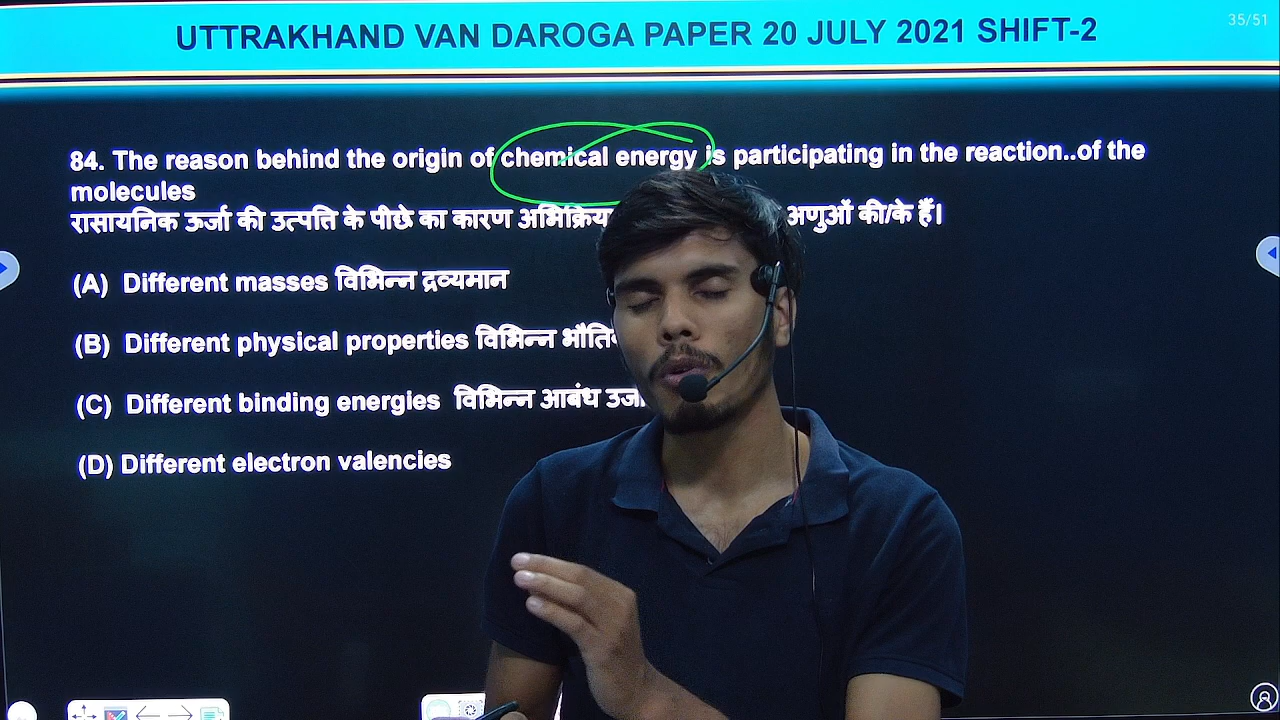 35/51
UTTRAKHAND VAN DAROGA PAPER 20 JULY 2021 SHIFT-2
84. The reason behind the origin of chemical energy is participating in the reaction..of the
molecules
रासायनिक ऊर्जा की उत्पत्ति के पीछे का कारण अणुओं की/के हैं।
(A) Different masses विभिन्न द्रव्यमान
(B) Different physical properties विभिन्न
(C) Different binding energies विभिन्न आबंध
(D) Different electron valencies